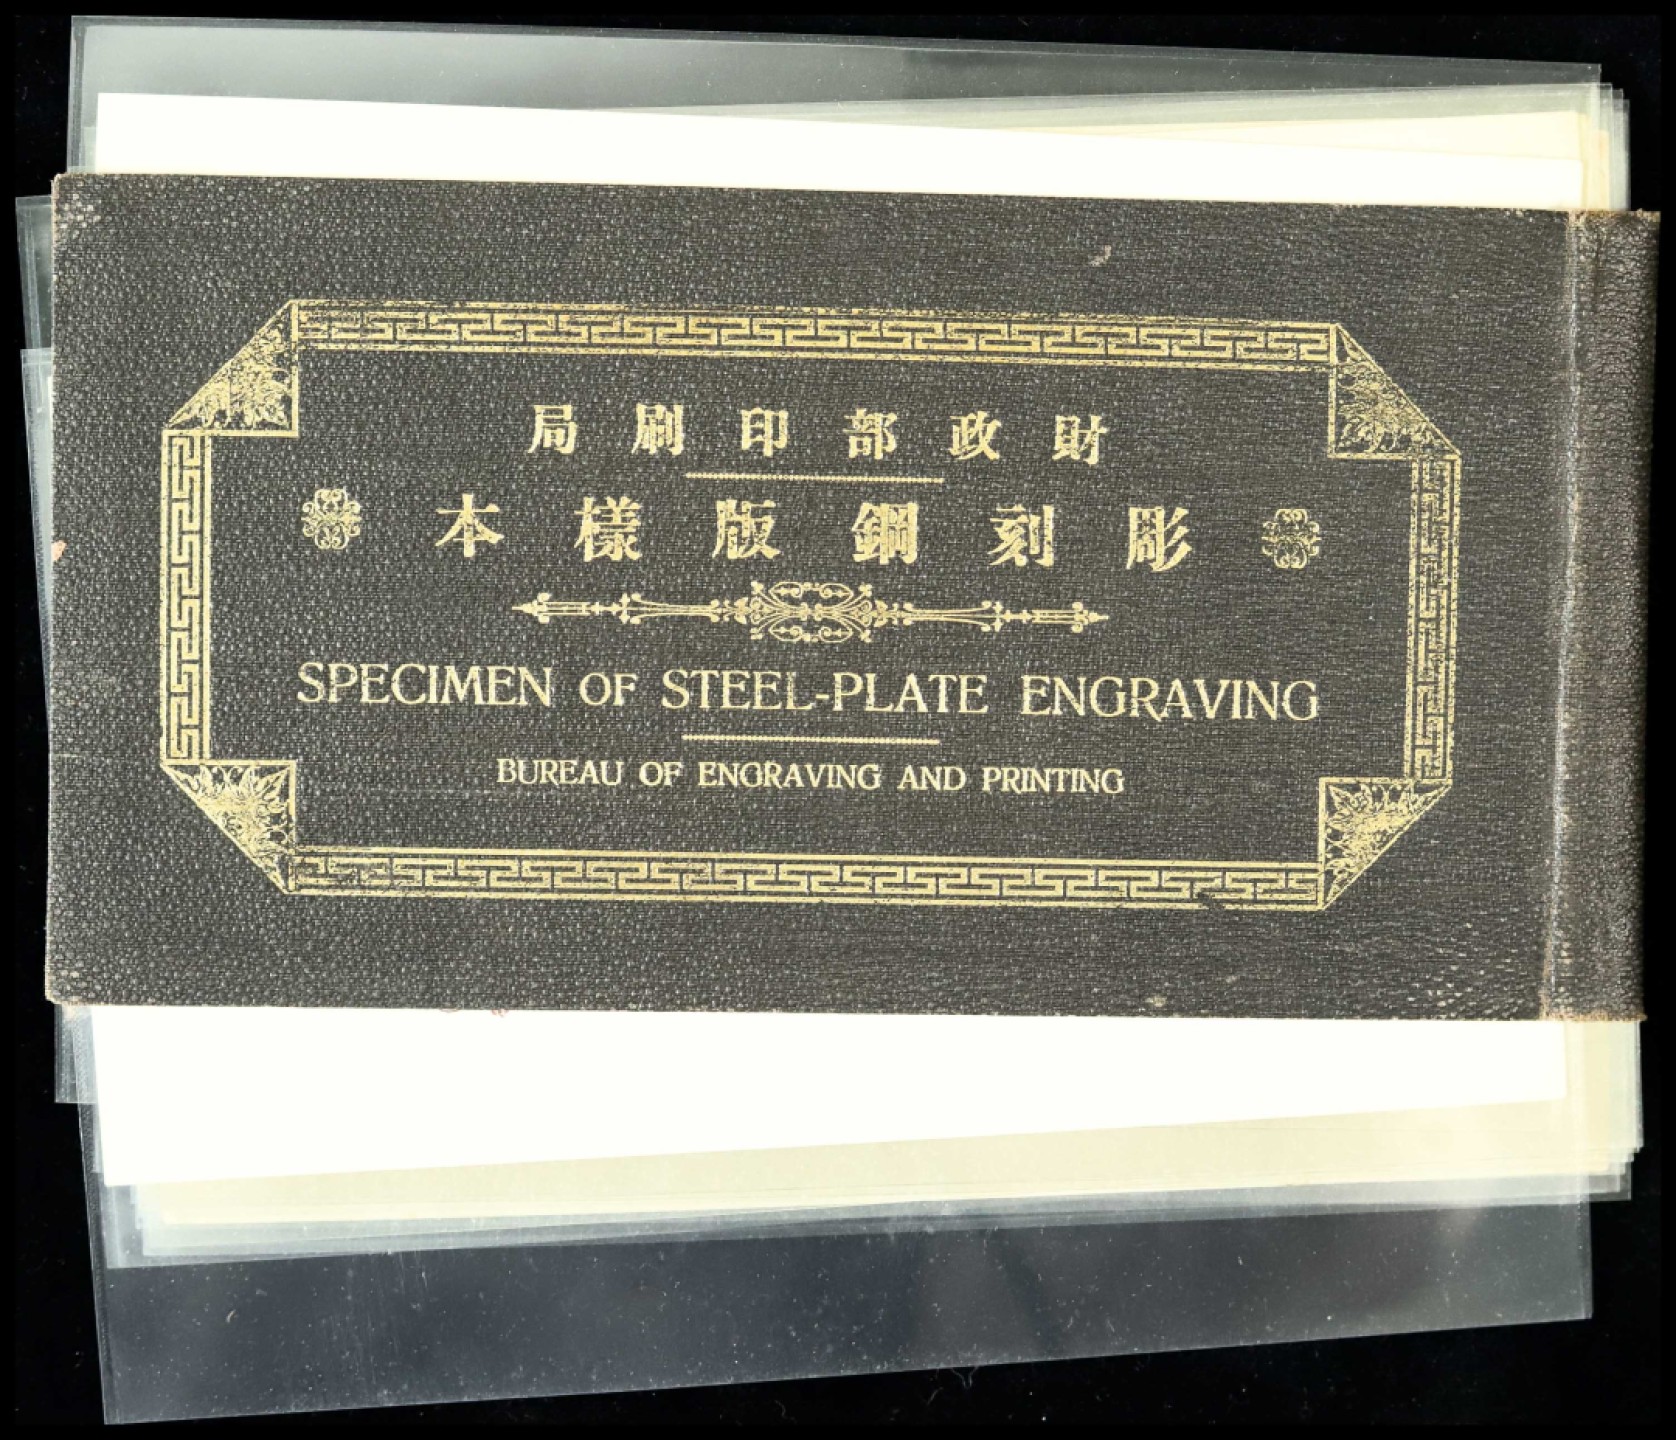 財政部印刷局
彫刻鋼版樣本
SPECIMEN OF STEEL-PLATE ENGRAVING
BUREAU OF ENGRAVING AND PRINTING